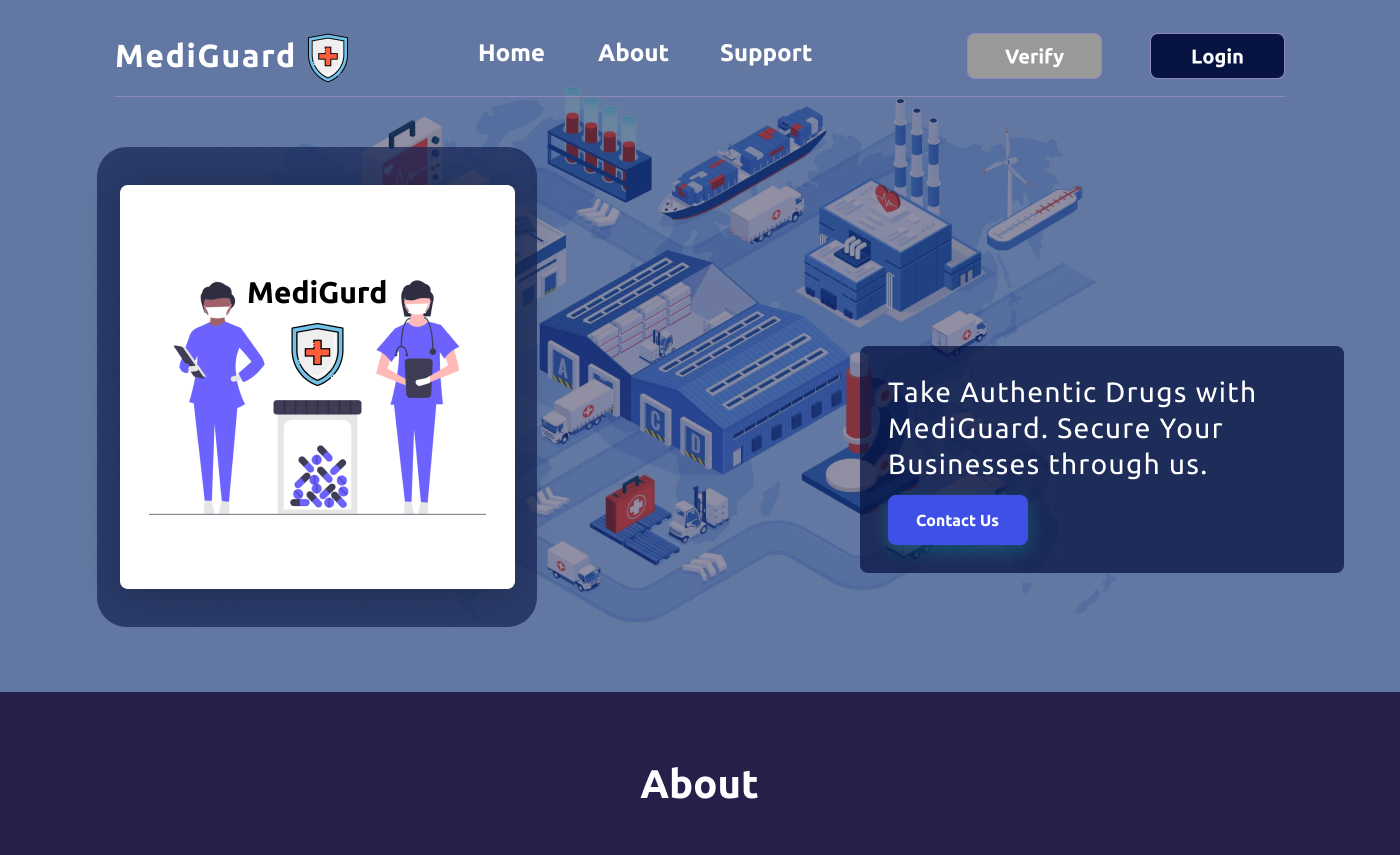 MediGuard
Home About Support
Verify
Login
MediGurd
A
C
D
Take Authentic Drugs with
MediGuard. Secure Your
Businesses through us.
Contact Us
About